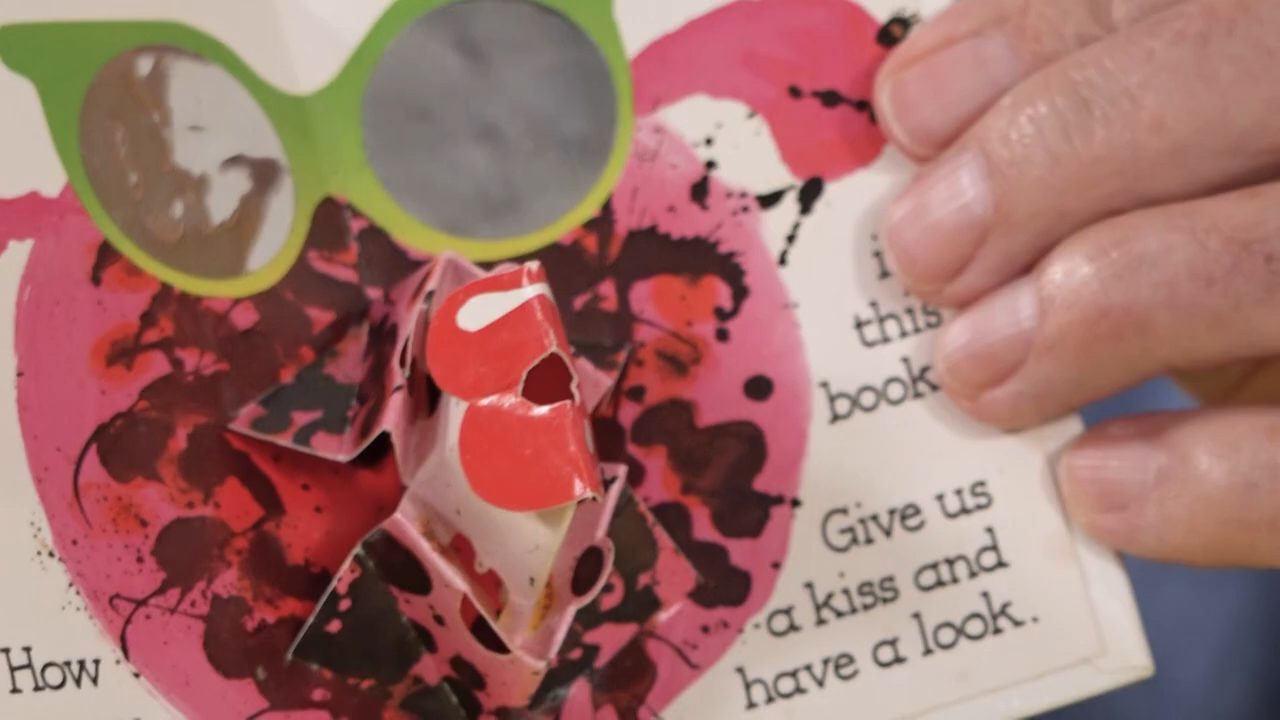 this
book
Give us
a kiss and
have a look.
How